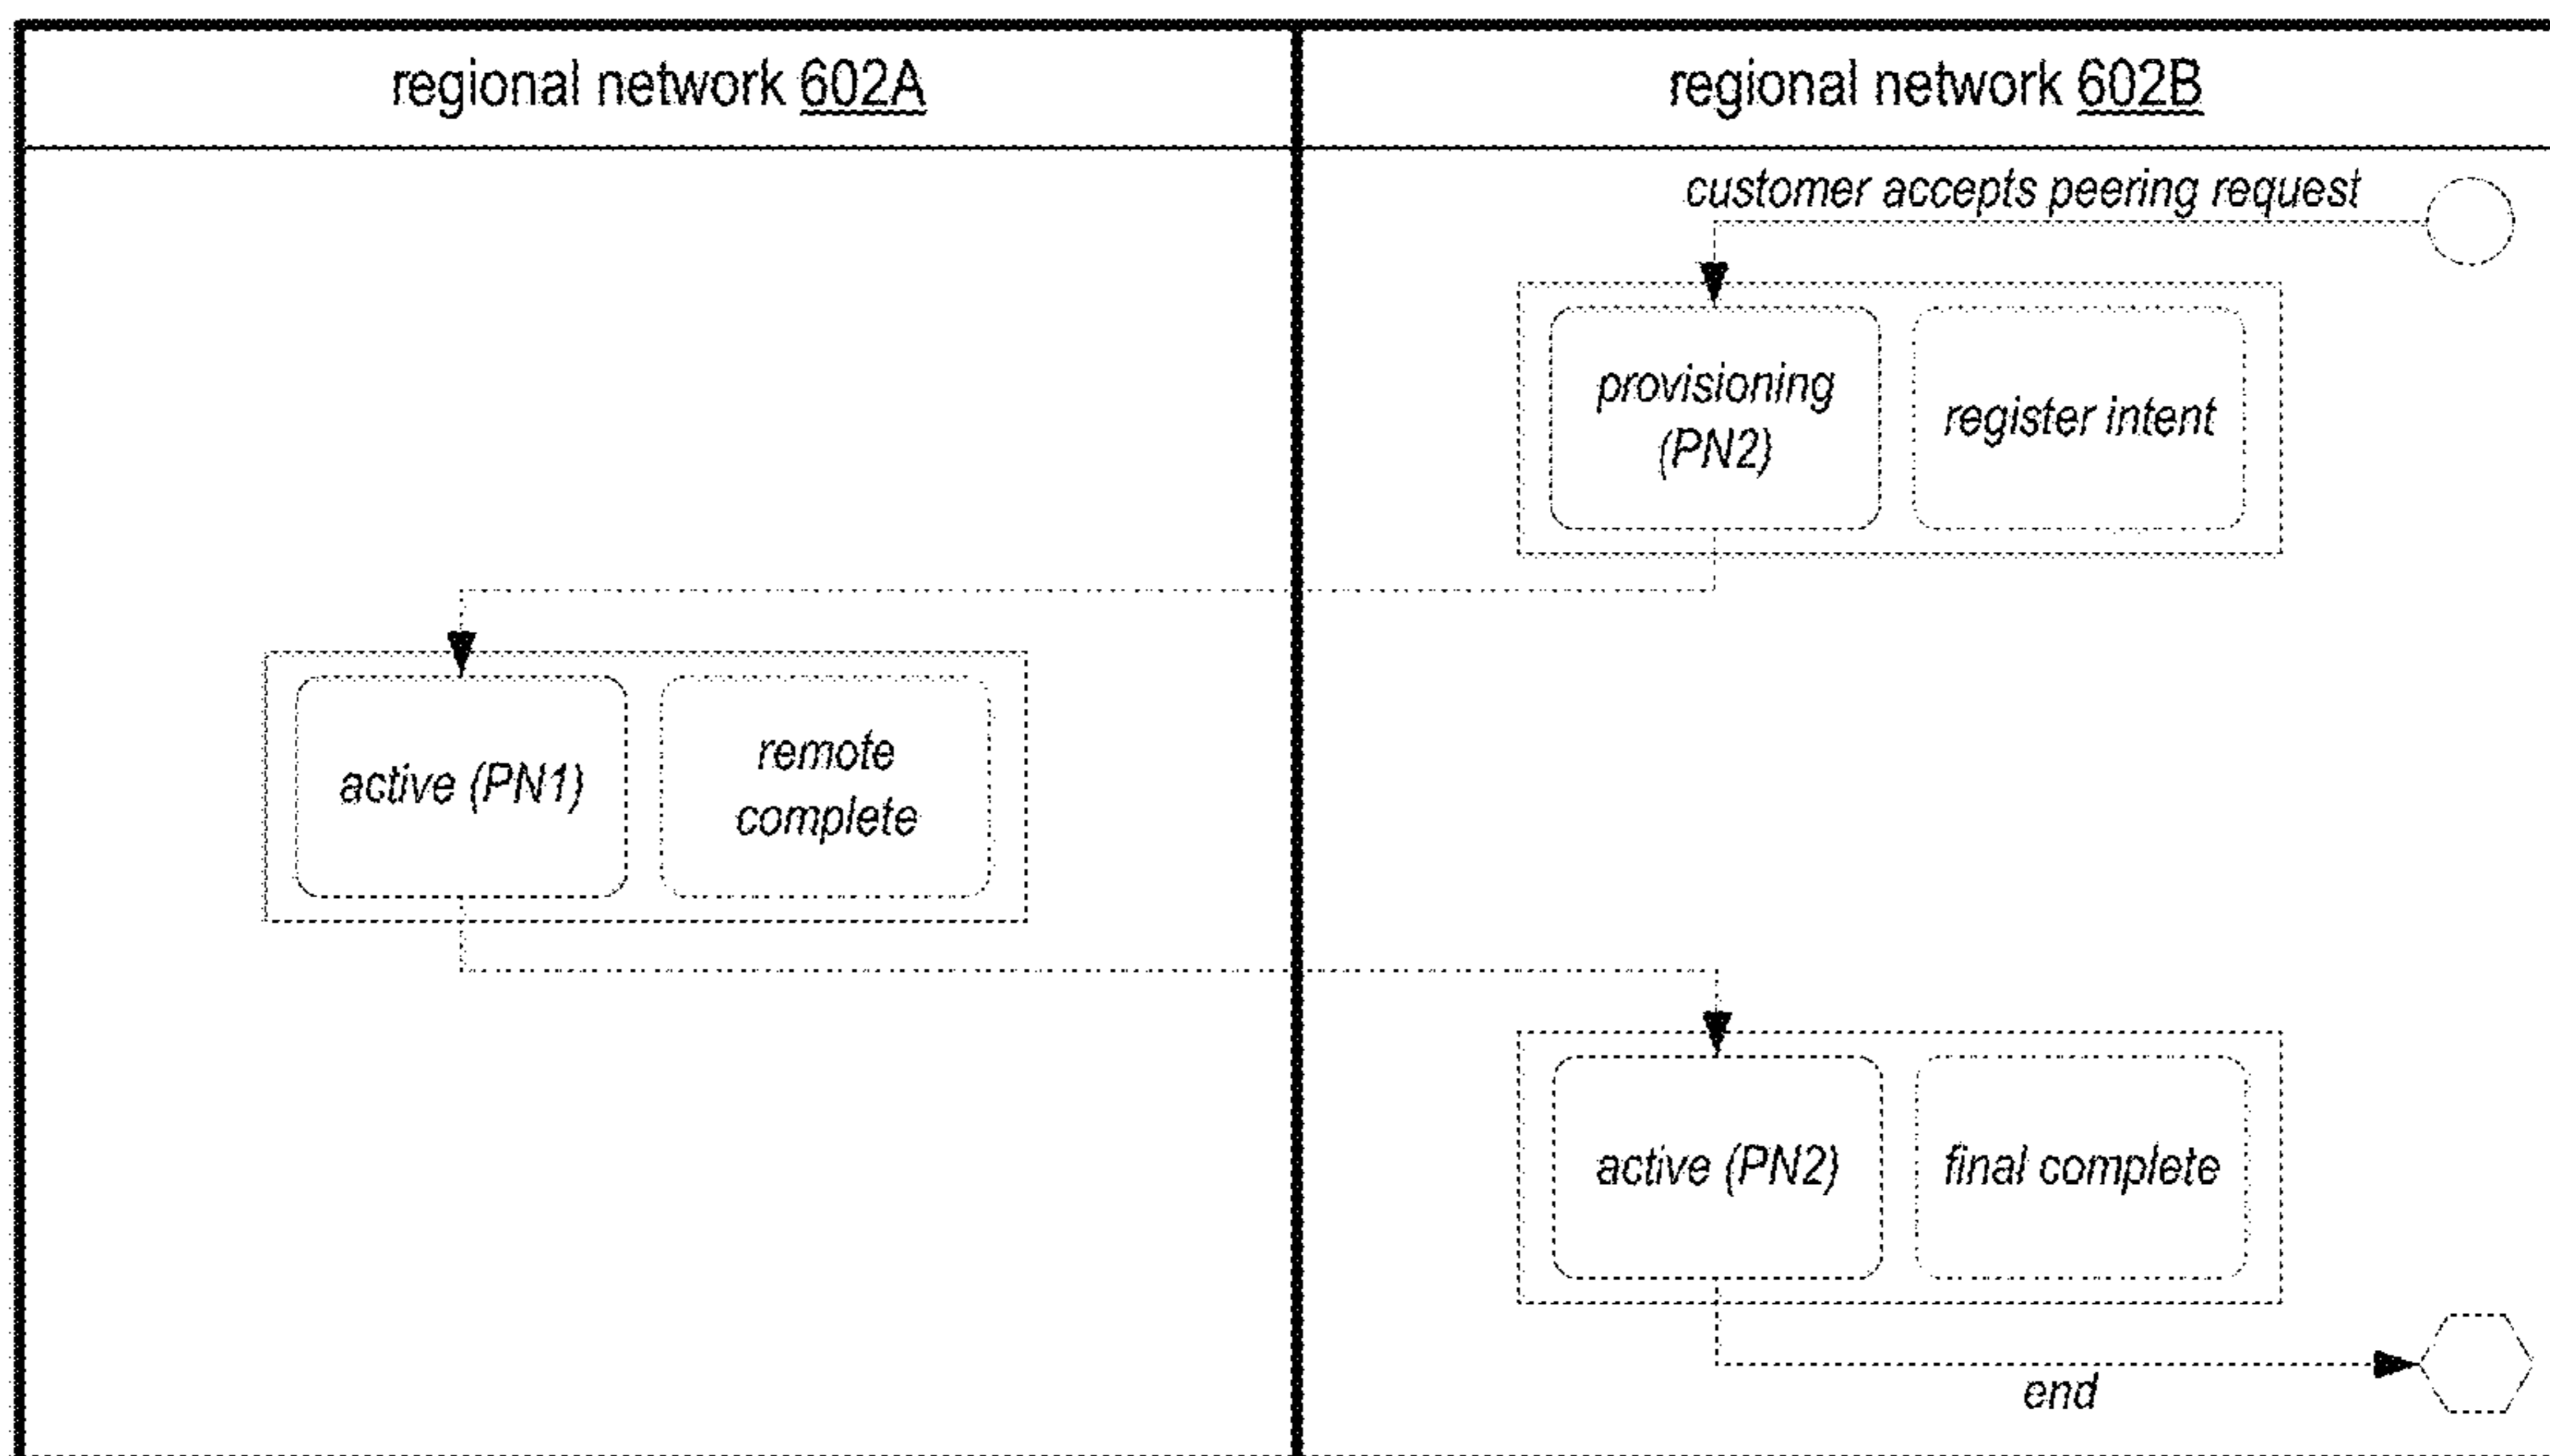 regional network 602A
regional network 602B
customer accepts peering request
provisioning
(PN2)
register intent
active (PN1)
remote
complete
active (PN2)
final complete
end